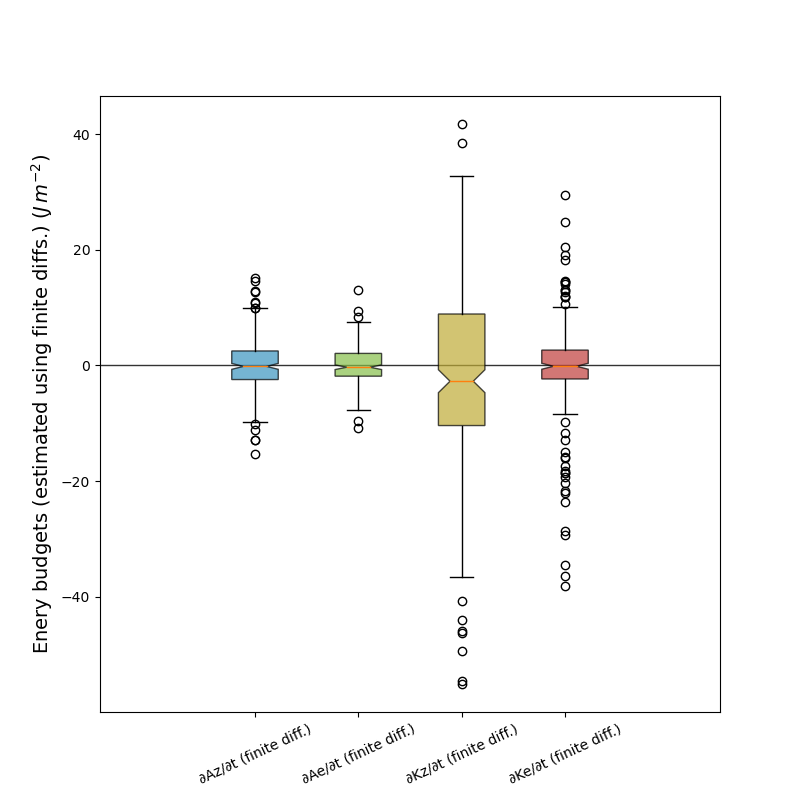 Enery budgets (estimated using finite diffs.) (J m⁻²)
40
20
0
−20
−40
∂Az/∂t (finite diff.)
∂Ae/∂t (finite diff.)
∂Kz/∂t (finite diff.)
∂Ke/∂t (finite diff.)